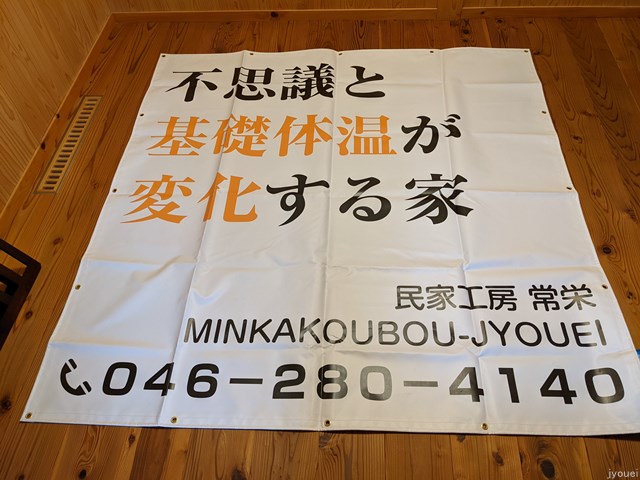 不思議と
基礎体温が
変化する家
民家工房 常栄
MINKAKOUBOU-JYOUEI
046-280-4140
jyouei